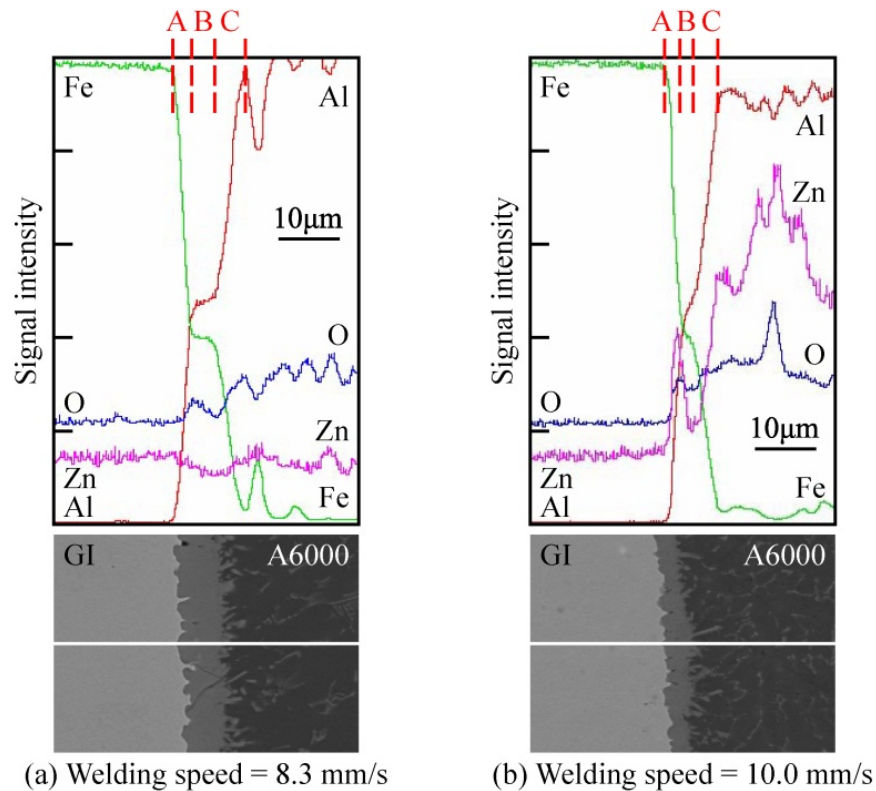 A B C
Fe
Al
10μm
O
O
Zn
Zn
Al
Fe
Signal intensity
GI
A6000
(a) Welding speed = 8.3 mm/s
A B C
Fe
Al
Zn
O
O
10μm
Zn
Al
Fe
Signal intensity
GI
A6000
(b) Welding speed = 10.0 mm/s